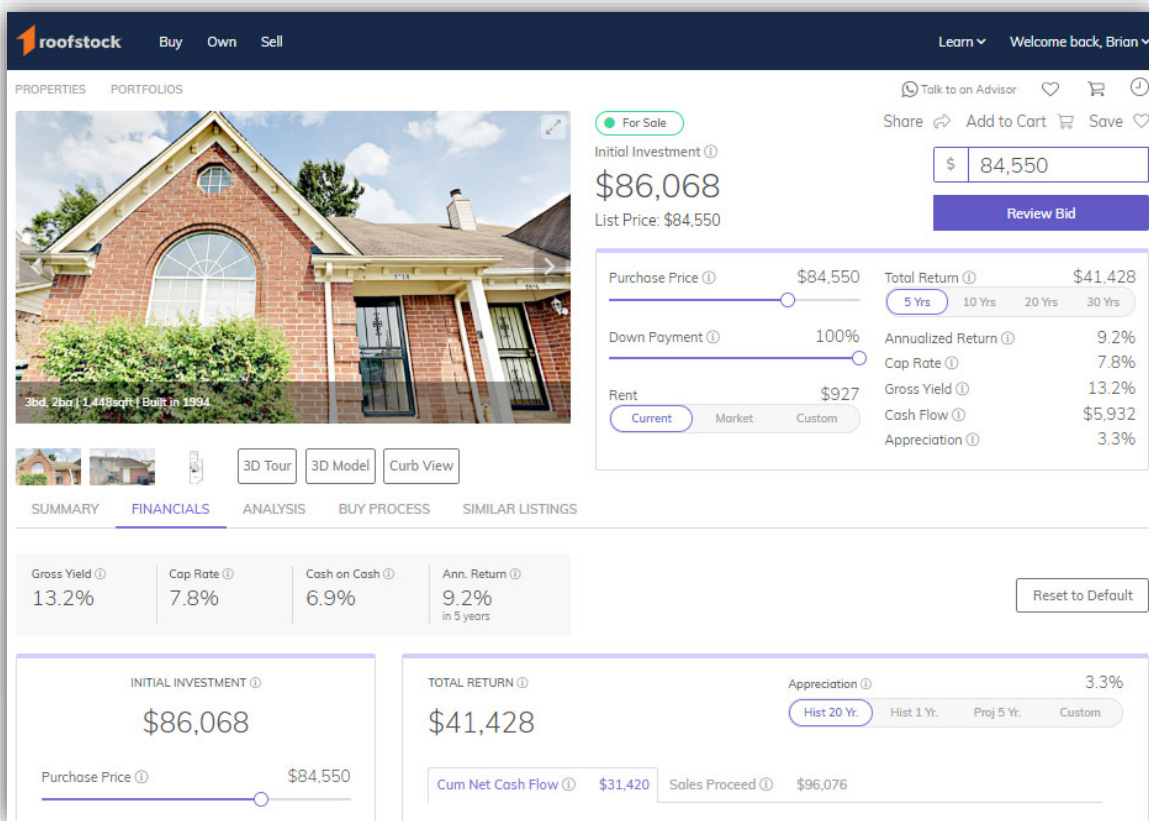 roofstock Buy Own Sell Learn Welcome back, Brian
PROPERTIES PORTFOLIOS Talk to an Advisor
For Sale Share Add to Cart Save
Initial Investment
$86,068
List Price: $84,550
$ 84,550
Review Bid
3bd, 2ba | 1,448sqft | Built in 1994
Purchase Price $84,550
Down Payment 100%
Rent $927
Current Market Custom
Total Return $41,428
5 Yrs 10 Yrs 20 Yrs 30 Yrs
Annualized Return 9.2%
Cap Rate 7.8%
Gross Yield 13.2%
Cash Flow $5,932
Appreciation 3.3%
3D Tour 3D Model Curb View
SUMMARY FINANCIALS ANALYSIS BUY PROCESS SIMILAR LISTINGS
Gross Yield Cap Rate Cash on Cash Ann. Return
13.2% 7.8% 6.9% 9.2%
in 5 years
Reset to Default
INITIAL INVESTMENT
$86,068
Purchase Price $84,550
TOTAL RETURN
$41,428
Appreciation 3.3%
Hist 20 Yr. Hist 1 Yr. Proj 5 Yr. Custom
Cum Net Cash Flow $31,420 Sales Proceed $96,076